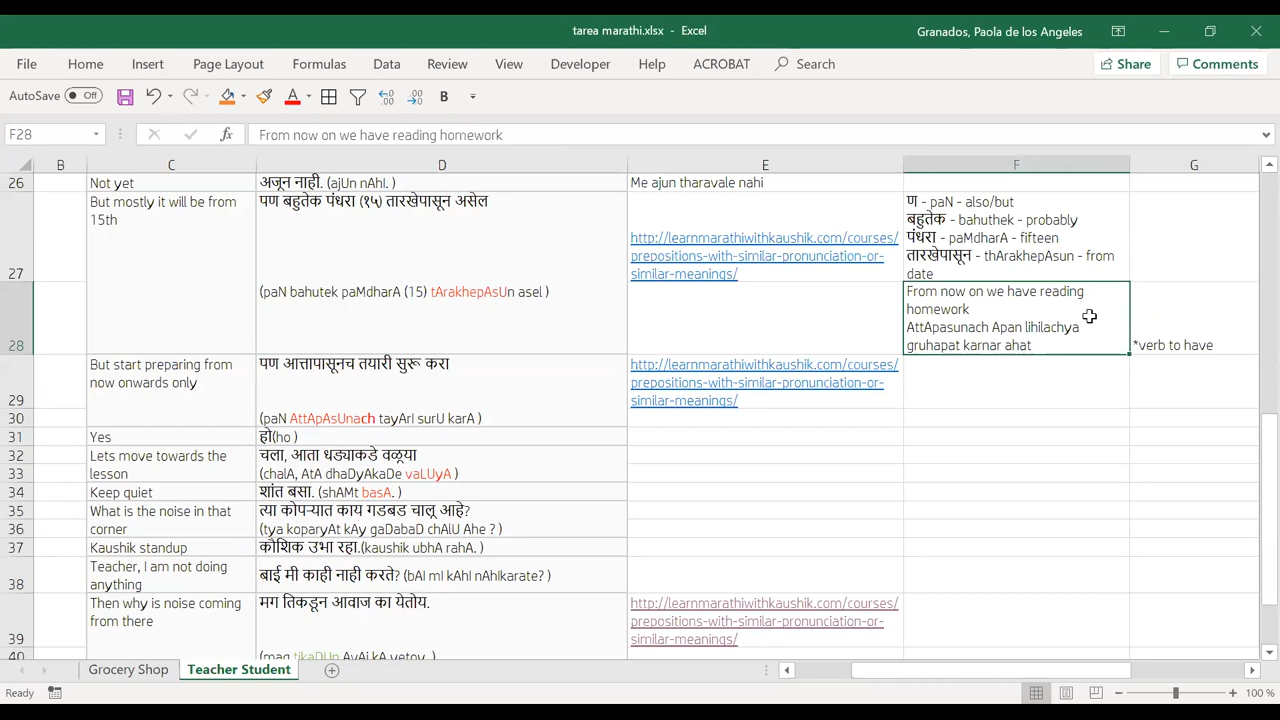 tarea marathi.xlsx - Excel
Granados, Paola de los Angeles
File Home Insert Page Layout Formulas Data Review View Developer Help ACROBAT Search Share Comments
AutoSave Off
F28 fx From now on we have reading homework
B C D E F G
26 Not yet अजून नाही. (ajUn nAhI. ) Me ajun tharavale nahi
But mostly it will be from
15th
पण बहुतेक पंधरा (१५) तारखेपासून असेल
(paN bahutek paMdharA (15) tArakhepAsUn asel )
http://learnmarathiwithkaushik.com/courses/
prepositions-with-similar-pronunciation-or-
similar-meanings/
ण - paN - also/but
बहुतेक - bahuthek - probably
पंधरा - paMdharA - fifteen
तारखेपासून - thArakhepAsun - from
date
27
From now on we have reading
homework
AttApasunach Apan lihilachya
gruhapat karnar ahat
28 *verb to have
But start preparing from
now onwards only
पण आत्तापासूनच तयारी सुरू करा
http://learnmarathiwithkaushik.com/courses/
prepositions-with-similar-pronunciation-or-
similar-meanings/
29
30 (paN AttApAsUnach tayArI surU karA )
31 Yes हो(ho )
32 Lets move towards the चला, आता धड्याकडे वळूया
33 lesson (chalA, AtA dhaDyAkaDe vaLUyA )
34 Keep quiet शांत बसा. (shAMt basA. )
35 What is the noise in that त्या कोपऱ्यात काय गडबड चालू आहे?
36 corner (tya koparyAt kAy gaDabaD chAlU Ahe ? )
37 Kaushik standup कौशिक उभा रहा.(kaushik ubhA rahA. )
Teacher, I am not doing
anything
38 बाई मी काही नाही करते? (bAI mI kAhI nAhIkarate? )
Then why is noise coming
from there
मग तिकडून आवाज का येतोय.
http://learnmarathiwithkaushik.com/courses/
prepositions-with-similar-pronunciation-or-
similar-meanings/
39
40 (mag tikaDUn AvAj kA yetoy. )
Grocery Shop Teacher Student
Ready 100 %